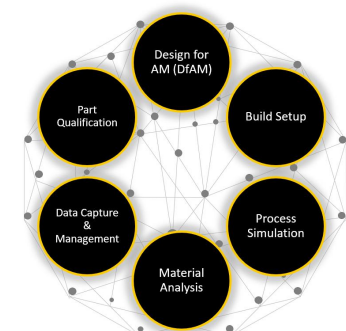 Design for
AM (DfAM)
Build Setup
Process
Simulation
Material
Analysis
Data Capture
&
Management
Part
Qualification